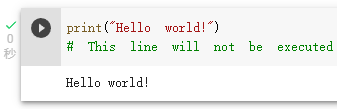 print("Hello world!")
# This line will not be executed
0
秒
Hello world!